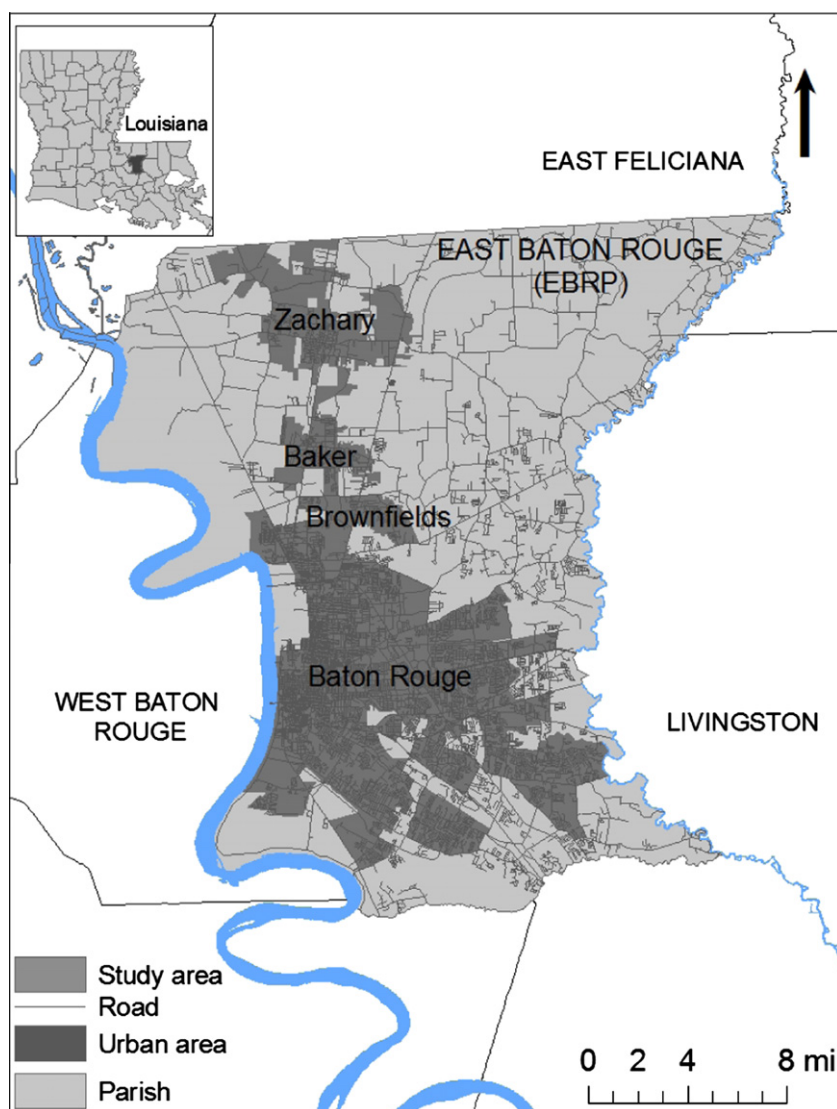 Louisiana
EAST FELICIANA
EAST BATON ROUGE
(EBRP)
Zachary
Baker
Brownfields
Baton Rouge
WEST BATON
ROUGE
LIVINGSTON
Study area
Road
Urban area
Parish
0 2 4 8 mi